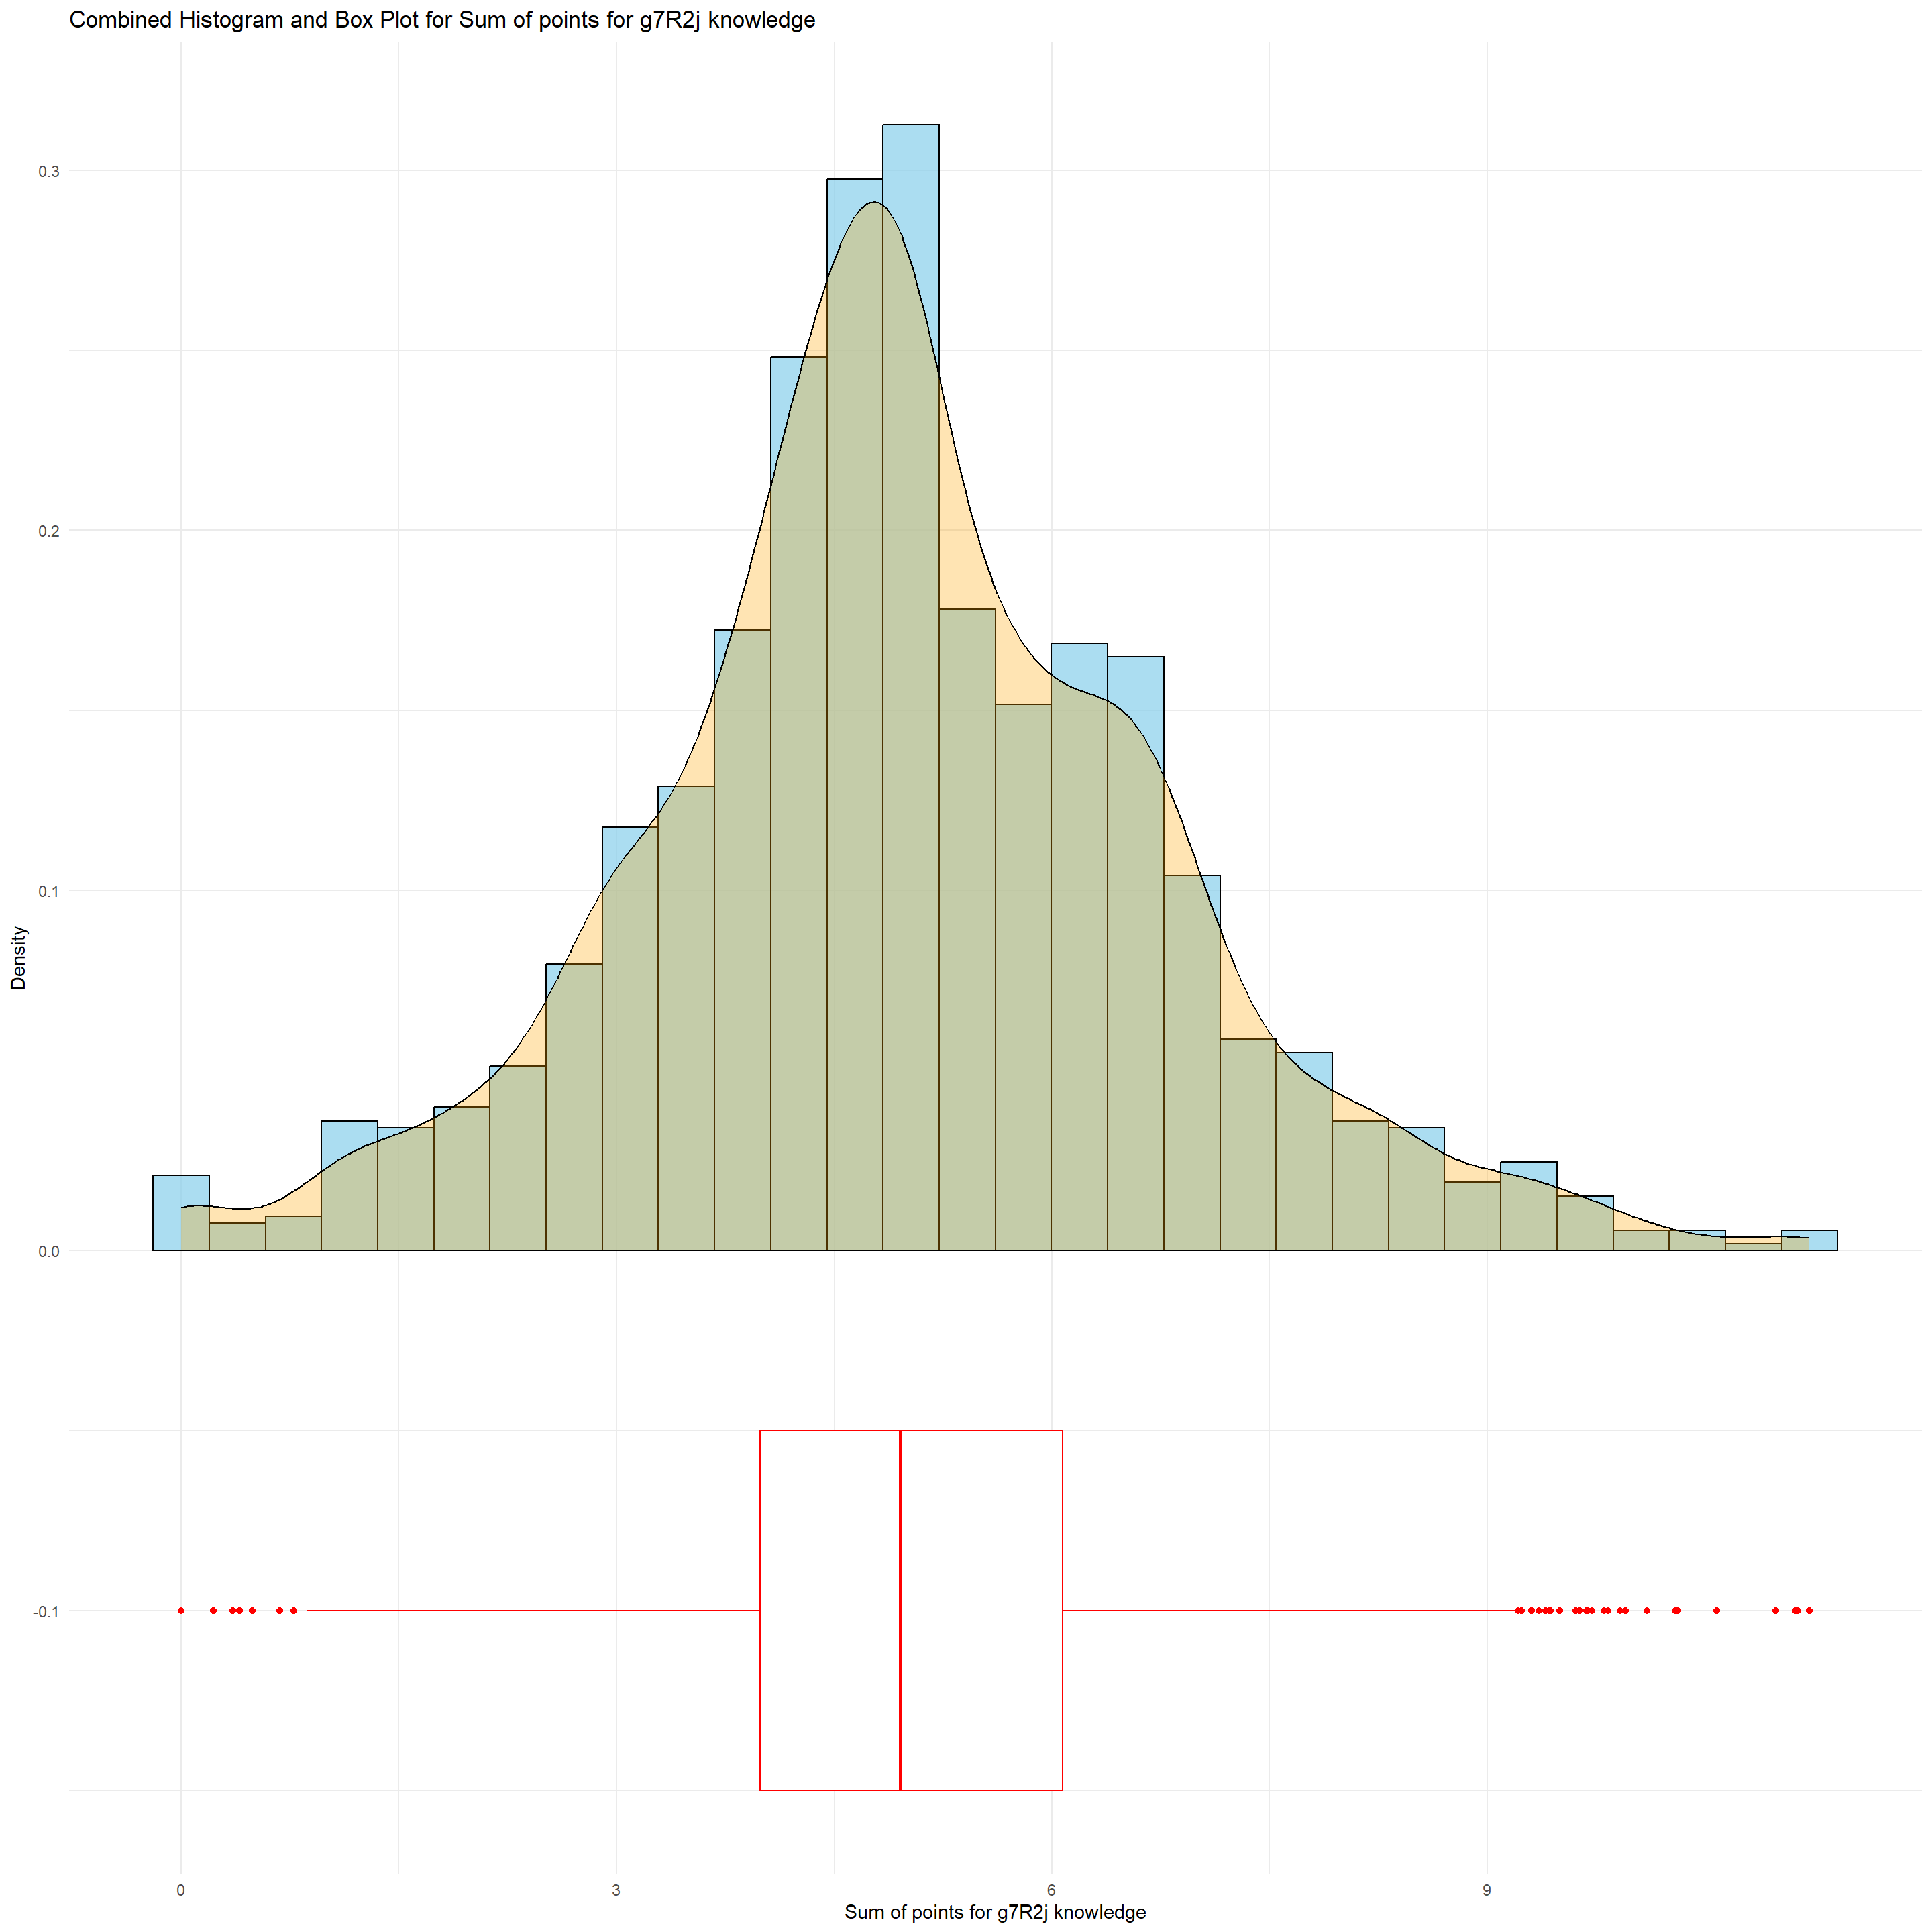 Combined Histogram and Box Plot for Sum of points for g7R2j knowledge
0.3
0.2
0.1
0.0
-0.1
Density
0 3 6 9
Sum of points for g7R2j knowledge